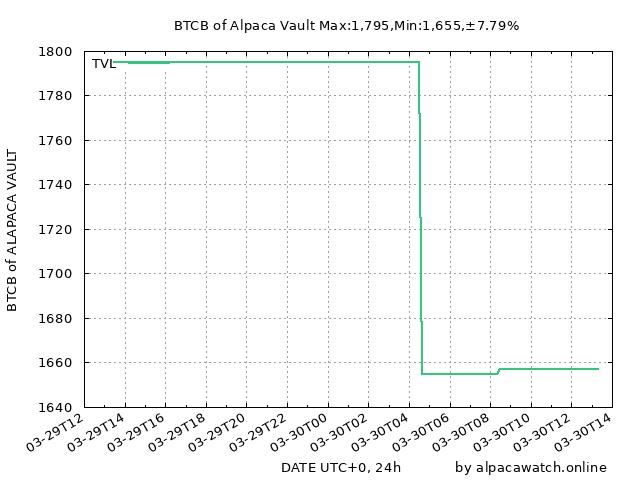 BTCB of Alpaca Vault Max:1,795,Min:1,655,±7.79%
1800
TVL
1780
1760
1740
1720
1700
1680
1660
1640
BTCB of ALAPACA VAULT
03-29T12
03-29T14
03-29T16
03-29T18
03-29T20
03-29T22
03-30T00
03-30T02
03-30T04
03-30T06
03-30T08
03-30T10
03-30T12
03-30T14
DATE UTC+0, 24h
by alpacawatch.online